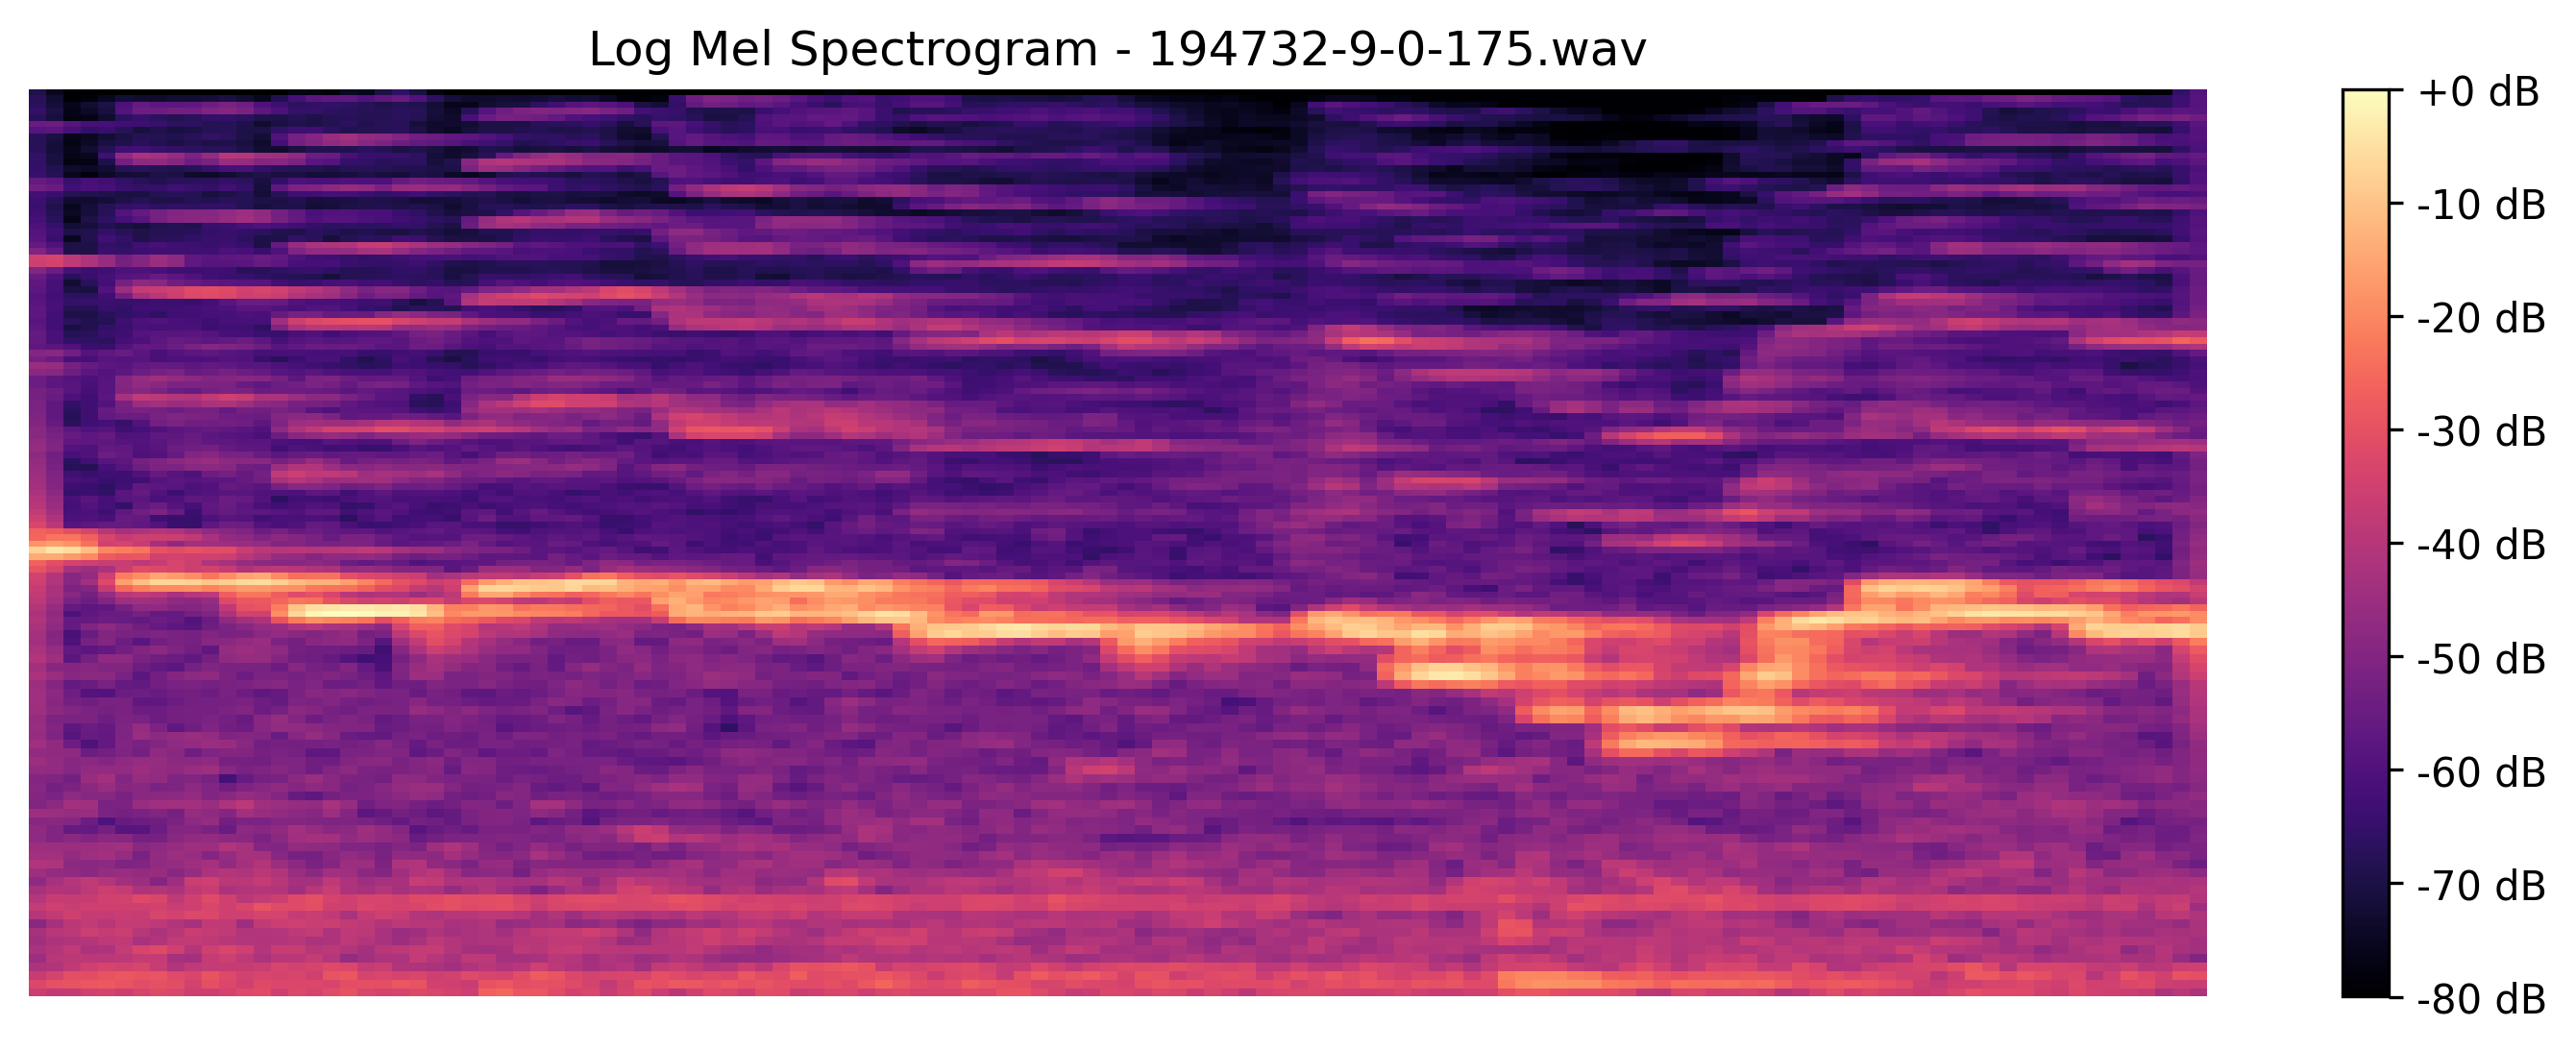 Log Mel Spectrogram - 194732-9-0-175.wav
+0 dB
-10 dB
-20 dB
-30 dB
-40 dB
-50 dB
-60 dB
-70 dB
-80 dB